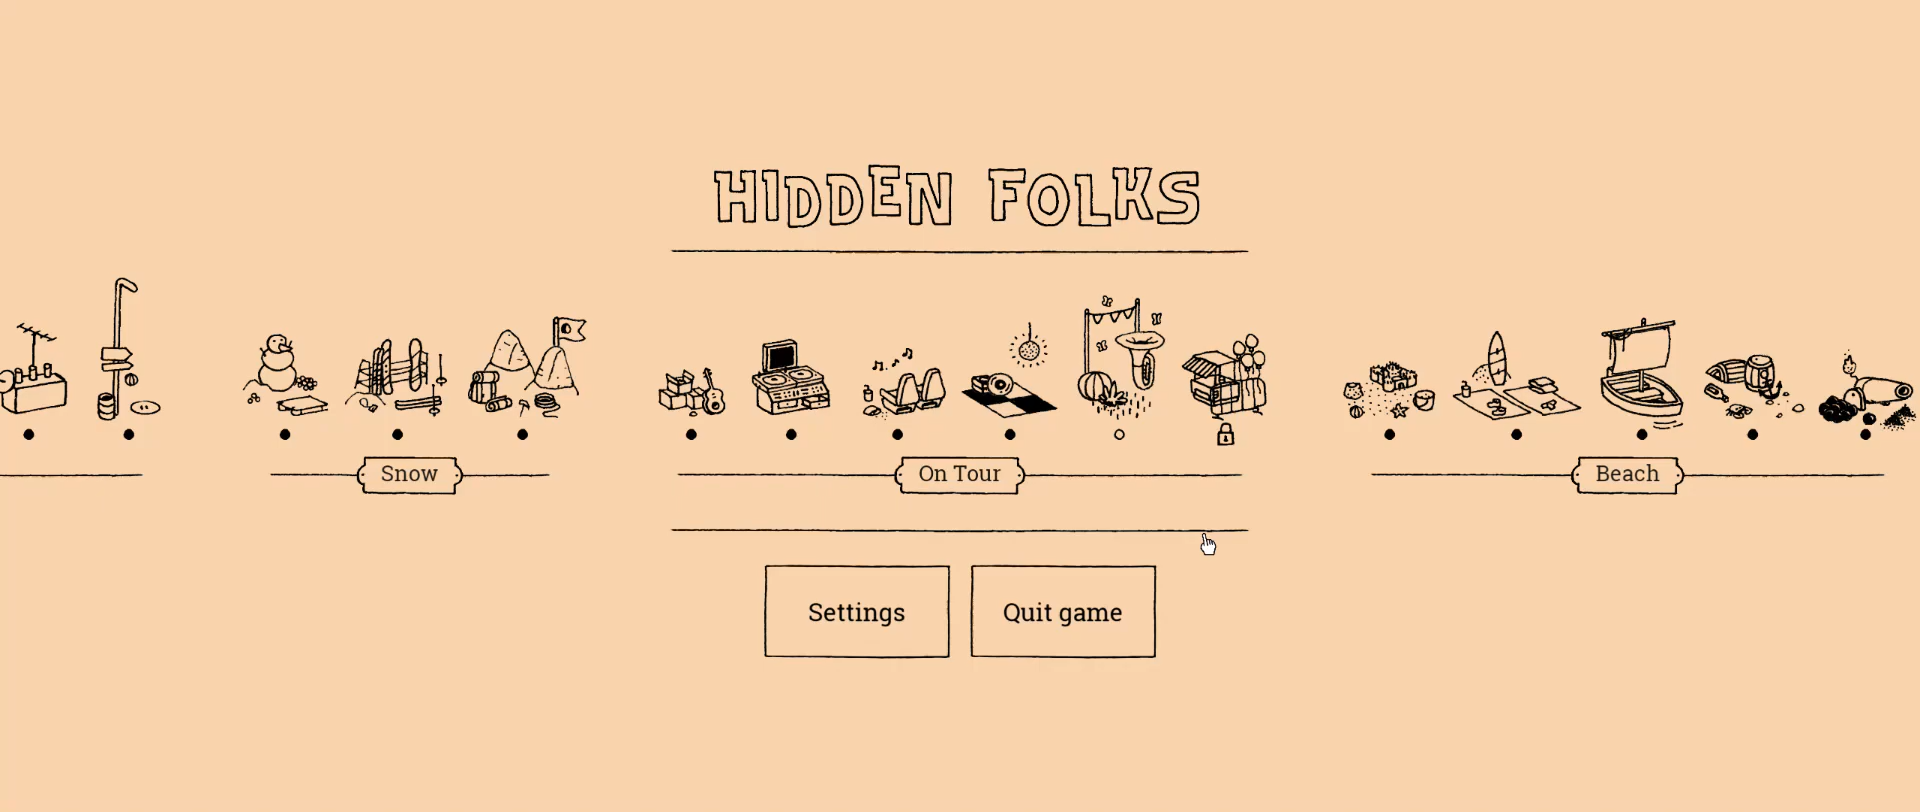 HIDDEN FOLKS
Snow
On Tour
Beach
Settings
Quit game